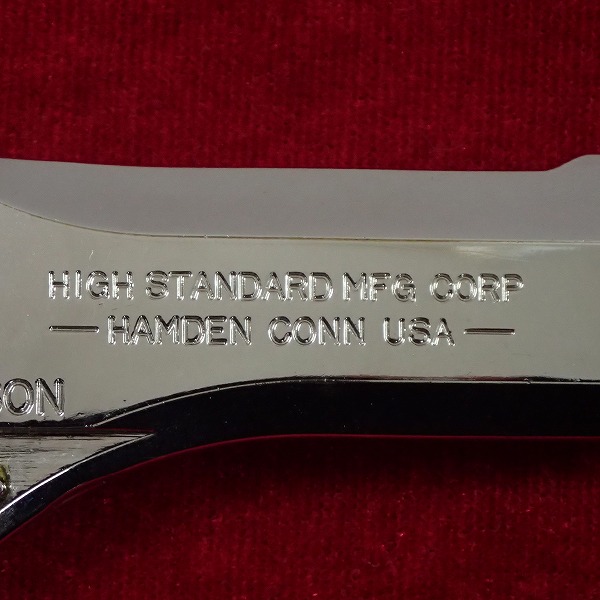 HIGH STANDARD MFG CORP
— HAMDEN CONN USA —